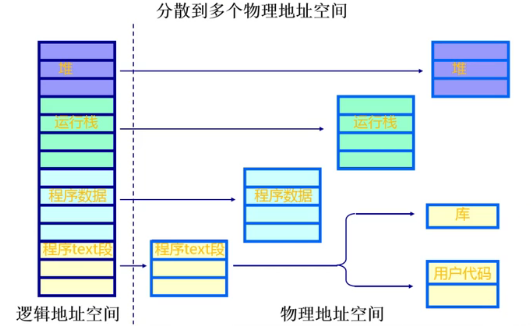 分散到多个物理地址空间
堆
堆
运行栈
运行栈
程序数据
程序数据
库
程序text段
程序text段
用户代码
逻辑地址空间
物理地址空间